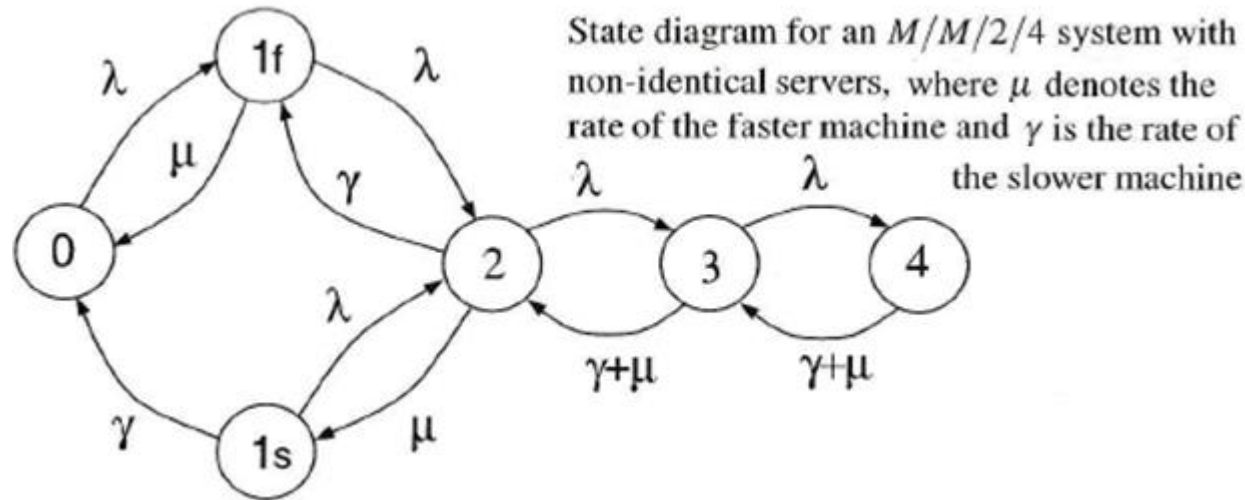 State diagram for an M/M/2/4 system with
non-identical servers, where μ denotes the
rate of the faster machine and γ is the rate of
the slower machine
1f
λ
λ
μ
γ
λ
λ
0
2
3
4
λ
γ+μ
γ+μ
γ
μ
1s